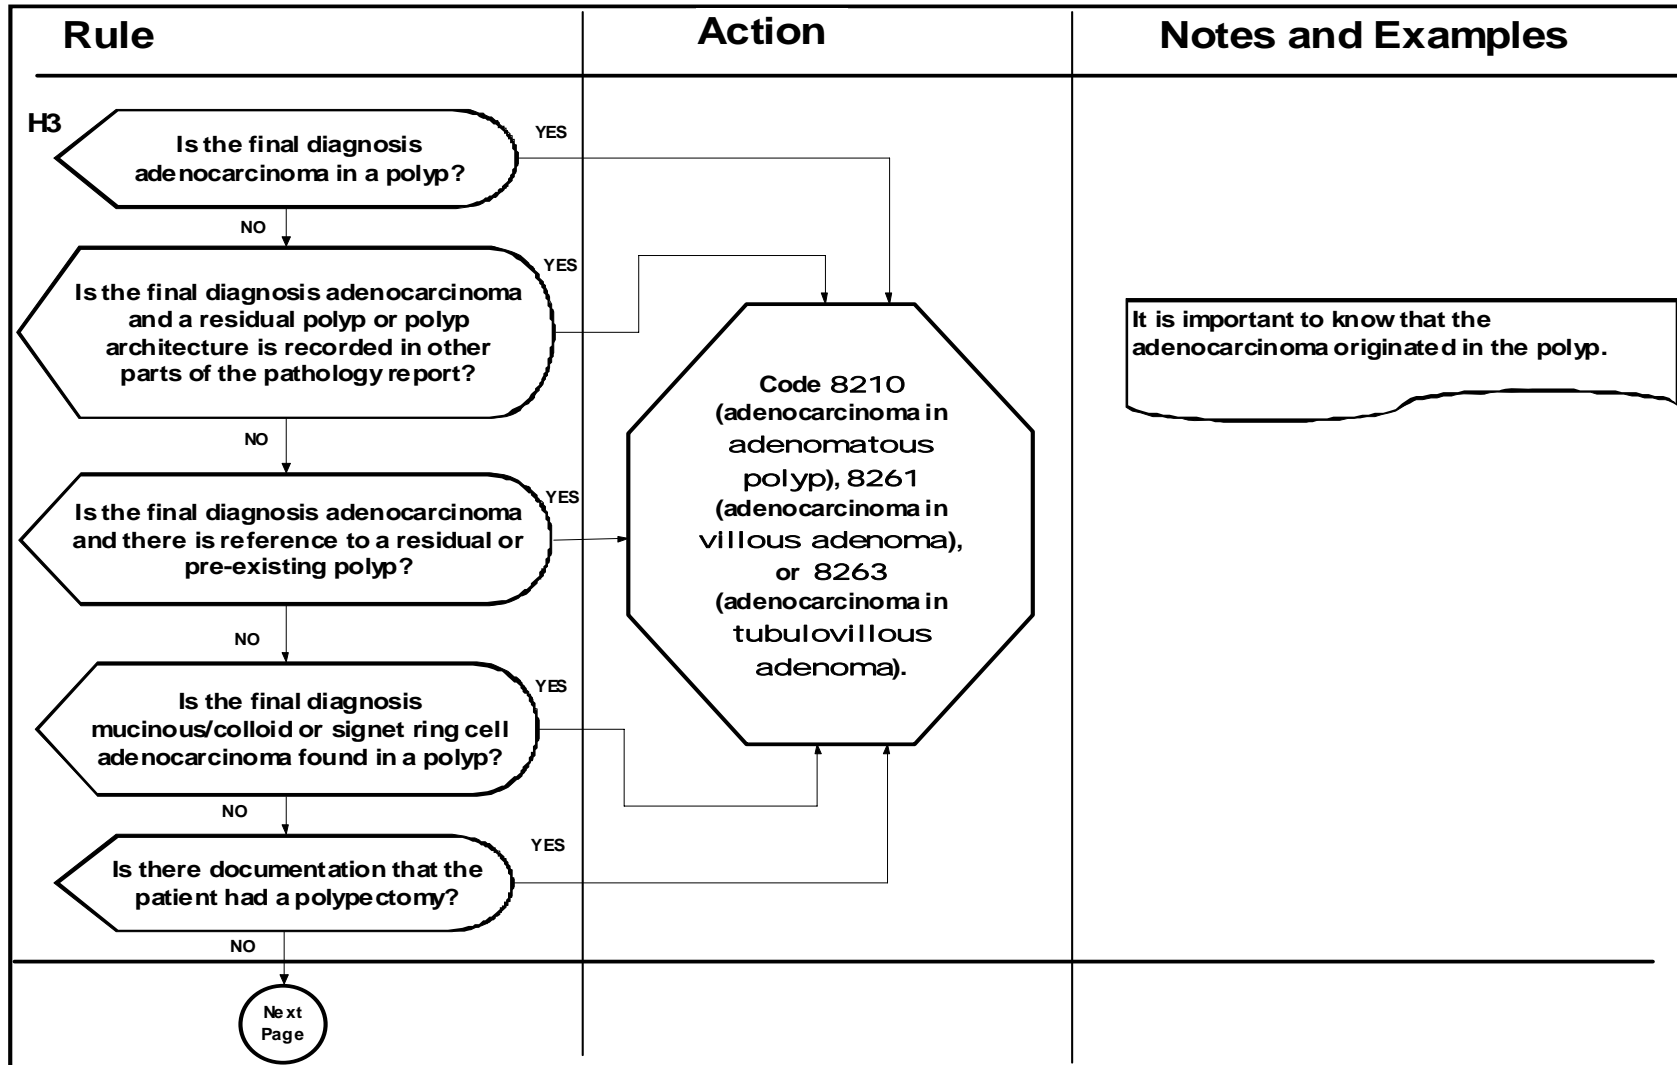 Rule
Action
Notes and Examples
H3
Is the final diagnosis
adenocarcinoma in a polyp?
YES
NO
Is the final diagnosis adenocarcinoma
and a residual polyp or polyp
architecture is recorded in other
parts of the pathology report?
YES
NO
Is the final diagnosis adenocarcinoma
and there is reference to a residual or
pre-existing polyp?
YES
NO
Is the final diagnosis
mucinous/colloid or signet ring cell
adenocarcinoma found in a polyp?
YES
NO
Is there documentation that the
patient had a polypectomy?
YES
NO
Next
Page
Code 8210
(adenocarcinoma in
adenomatous
polyp), 8261
(adenocarcinoma in
villous adenoma),
or 8263
(adenocarcinoma in
tubulovillous
adenoma).
It is important to know that the
adenocarcinoma originated in the polyp.